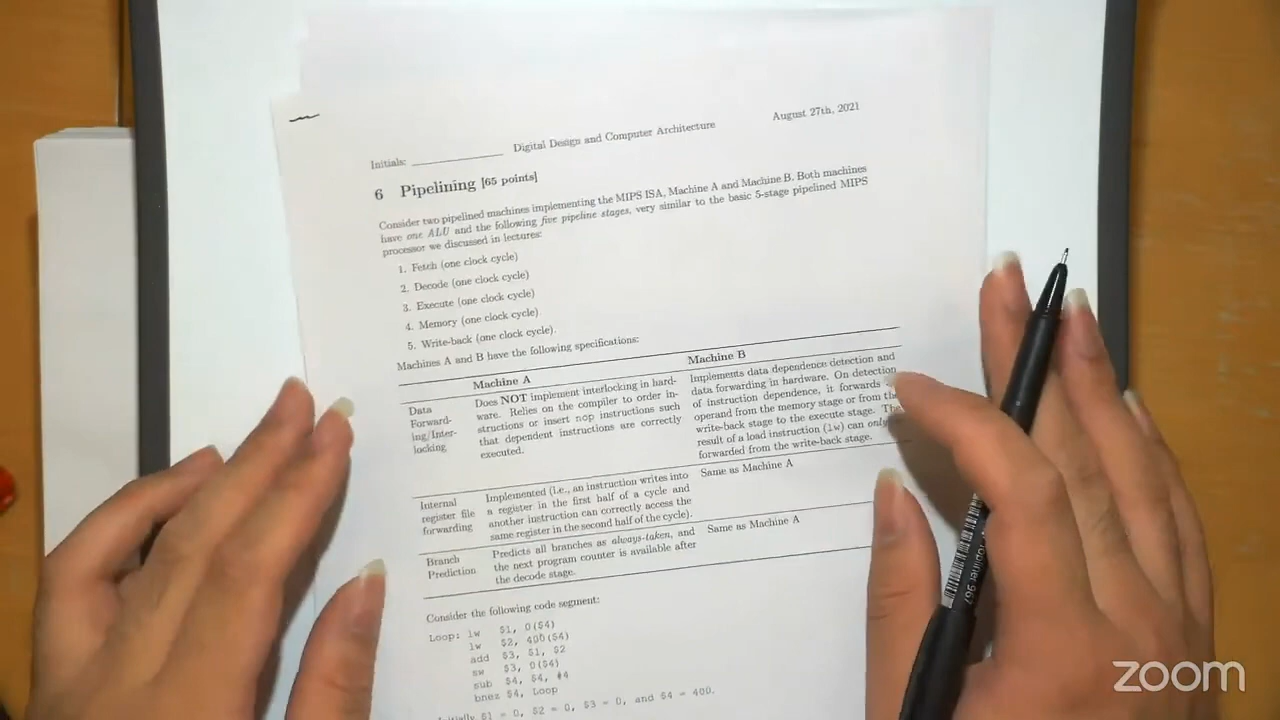 Initials:
Digital Design and Computer Architecture
August 27th, 2021
6 Pipelining [65 points]
Consider two pipelined machines implementing the MIPS ISA, Machine A and Machine B. Both machines
have one ALU and the following five pipeline stages, very similar to the basic 5-stage pipelined MIPS
processor we discussed in lectures:
1. Fetch (one clock cycle)
2. Decode (one clock cycle)
3. Execute (one clock cycle)
4. Memory (one clock cycle)
5. Write-back (one clock cycle).
Machines A and B have the following specifications:
Machine A
Machine B
Data
Forward-
ing/Inter-
locking
Does NOT implement interlocking in hard-
ware. Relies on the compiler to order in-
structions or insert nop instructions such
that dependent instructions are correctly
executed.
Implements data dependence detection and
data forwarding in hardware. On detection
of instruction dependence, it forwards
operand from the memory stage or from the
write-back stage to the execute stage. The
result of a load instruction (lw) can only
forwarded from the write-back stage.
Internal
register file
forwarding
Implemented (i.e., an instruction writes into
a register in the first half of a cycle and
another instruction can correctly access the
same register in the second half of the cycle).
Same as Machine A
Branch
Prediction
Predicts all branches as always-taken, and
the next program counter is available after
the decode stage.
Same as Machine A
Consider the following code segment:
Loop: lw $1, 0($4)
lw $2, 400($4)
add $3, $1, $2
sw $3, 0($4)
sub $4, $4, #4
bnez $4, Loop
$1 = 0, $2 = 0, $3 = 0, and $4 = 400.
zoom